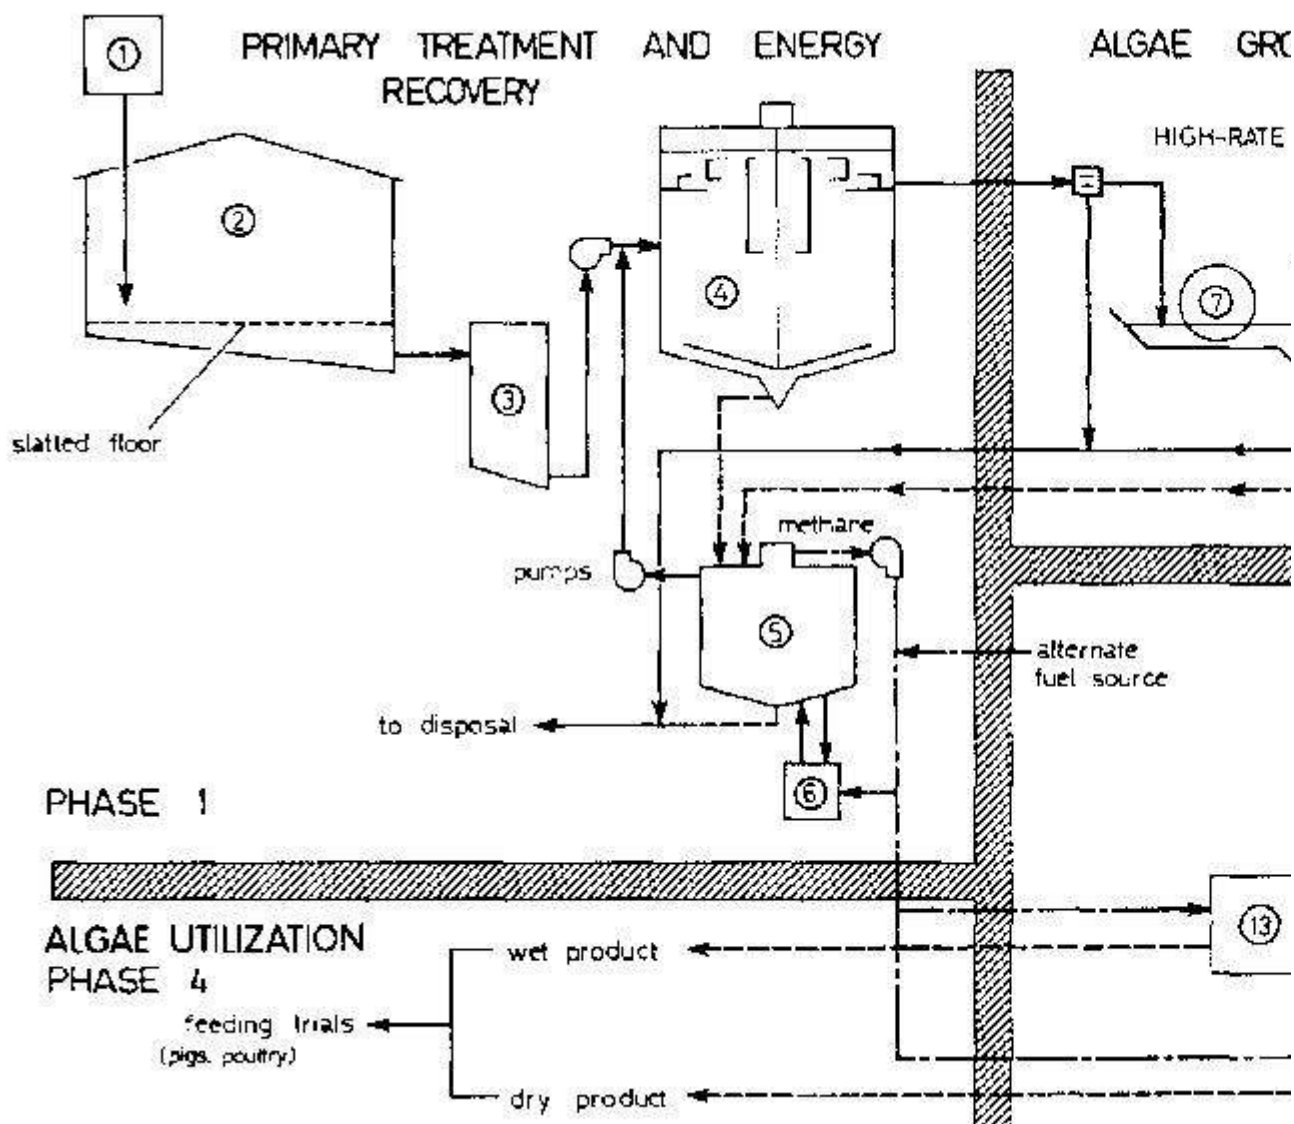 1
PRIMARY TREATMENT AND ENERGY
RECOVERY
ALGAE GRO
HIGH-RATE
2
4
7
3
slatted floor
methane
pumps
5
alternate
fuel source
to disposal
6
PHASE 1
ALGAE UTILIZATION
PHASE 4
wet product
13
feeding trials
(pigs, poultry)
dry product